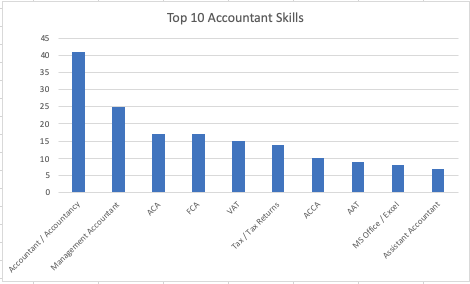 Top 10 Accountant Skills
45
40
35
30
25
20
15
10
5
0
Accountant / Accountancy
Management Accountant
ACA
FCA
VAT
Tax / Tax Returns
ACCA
AAT
MS Office / Excel
Assistant Accountant